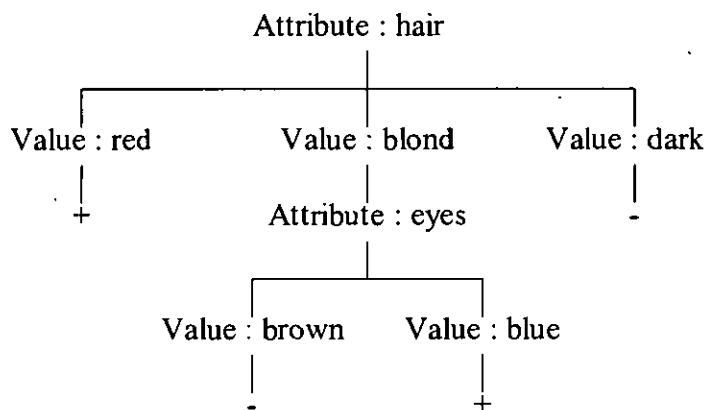 Attribute : hair
Value : red Value : blond Value : dark
+ Attribute : eyes -
Value : brown Value : blue
- +